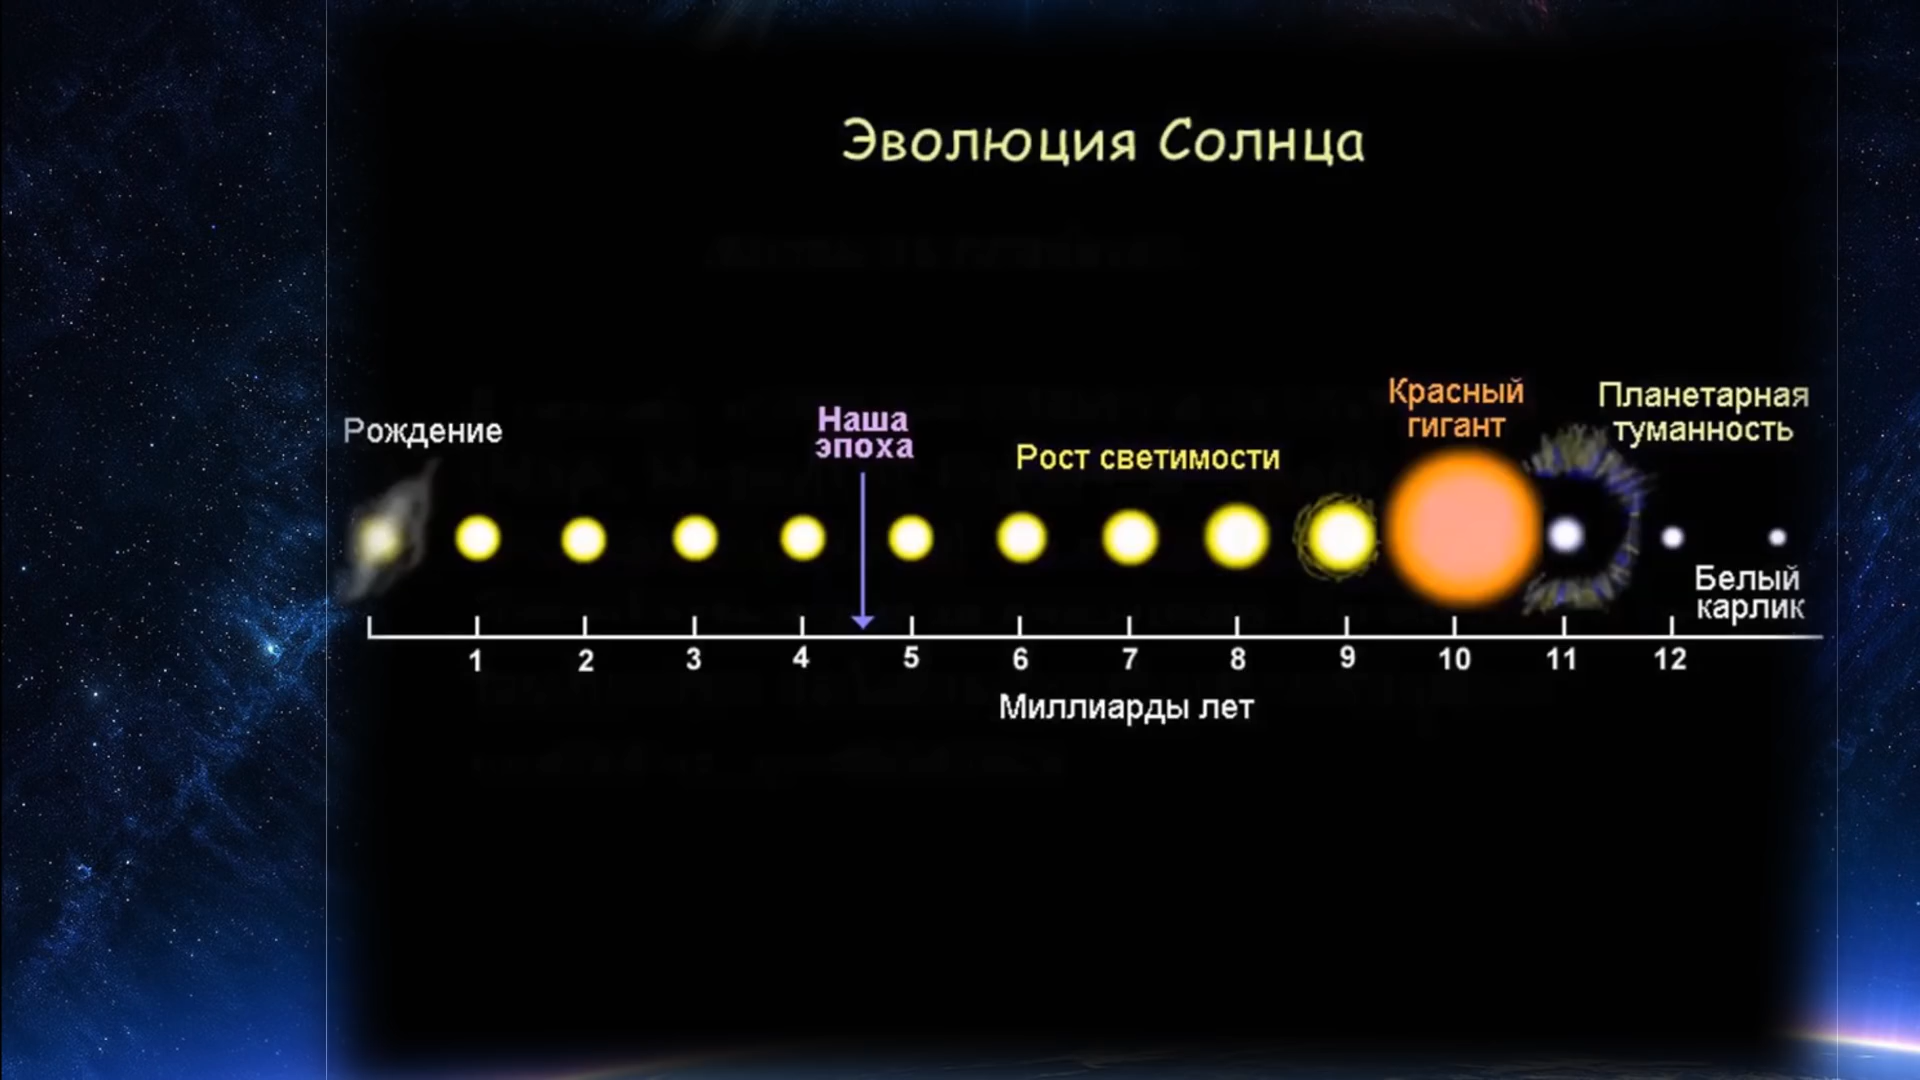 Эволюция Солнца
Рождение
Наша
эпоха
Рост светимости
Красный
гигант
Планетарная
туманность
Белый
карлик
1 2 3 4 5 6 7 8 9 10 11 12
Миллиарды лет